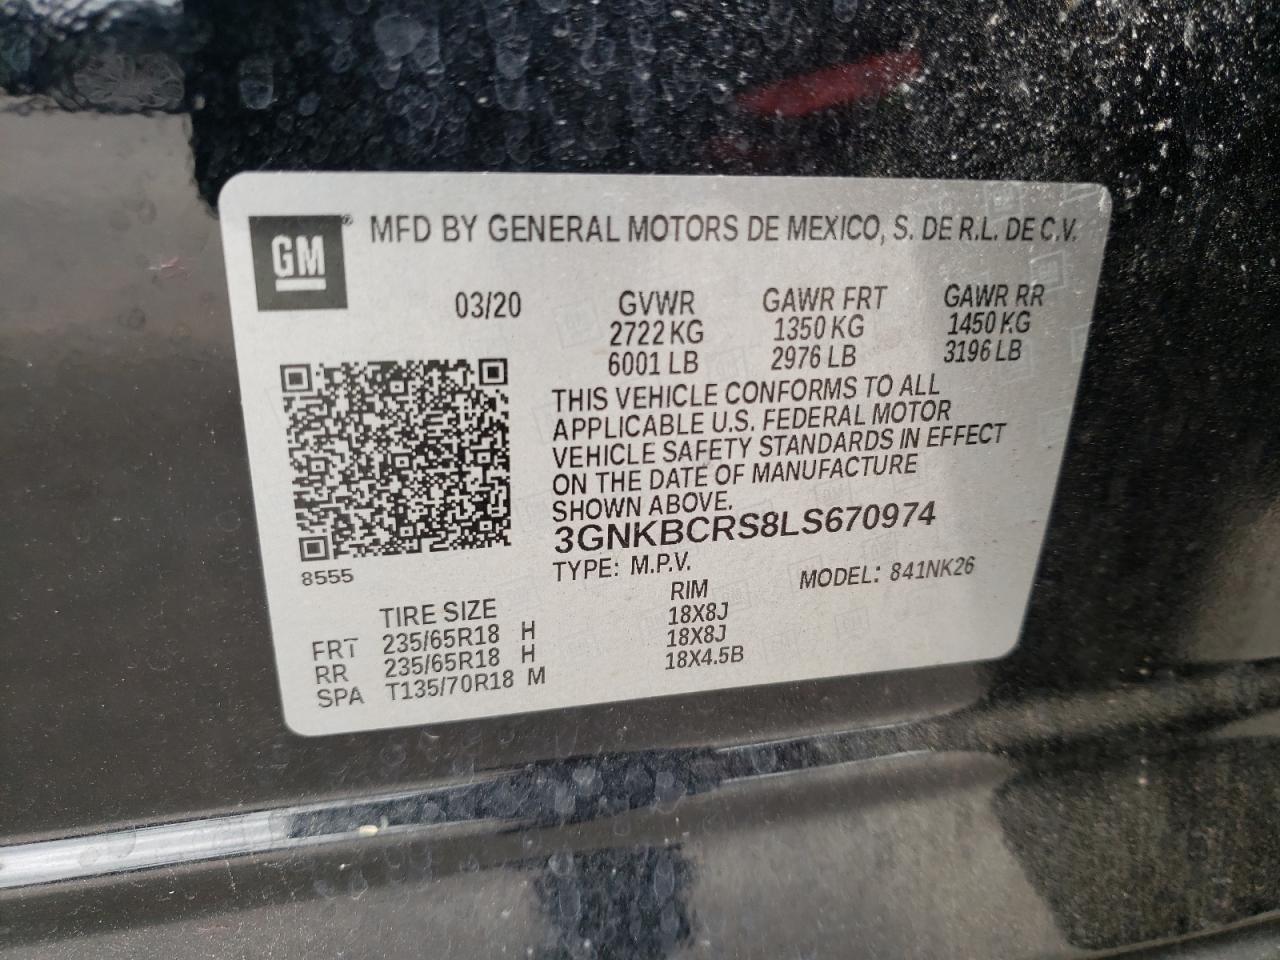 GM ® MFD BY GENERAL MOTORS DE MEXICO, S. DE R.L. DE C.V.
03/20 GVWR GAWR FRT GAWR RR
2722 KG 1350 KG 1450 KG
6001 LB 2976 LB 3196 LB
THIS VEHICLE CONFORMS TO ALL
APPLICABLE U.S. FEDERAL MOTOR
VEHICLE SAFETY STANDARDS IN EFFECT
ON THE DATE OF MANUFACTURE
SHOWN ABOVE.
3GNKBCRS8LS670974
8555
TYPE: M.P.V. MODEL: 841NK26
TIRE SIZE RIM
FRT 235/65R18 H 18X8J
RR 235/65R18 H 18X8J
SPA T135/70R18 M 18X4.5B